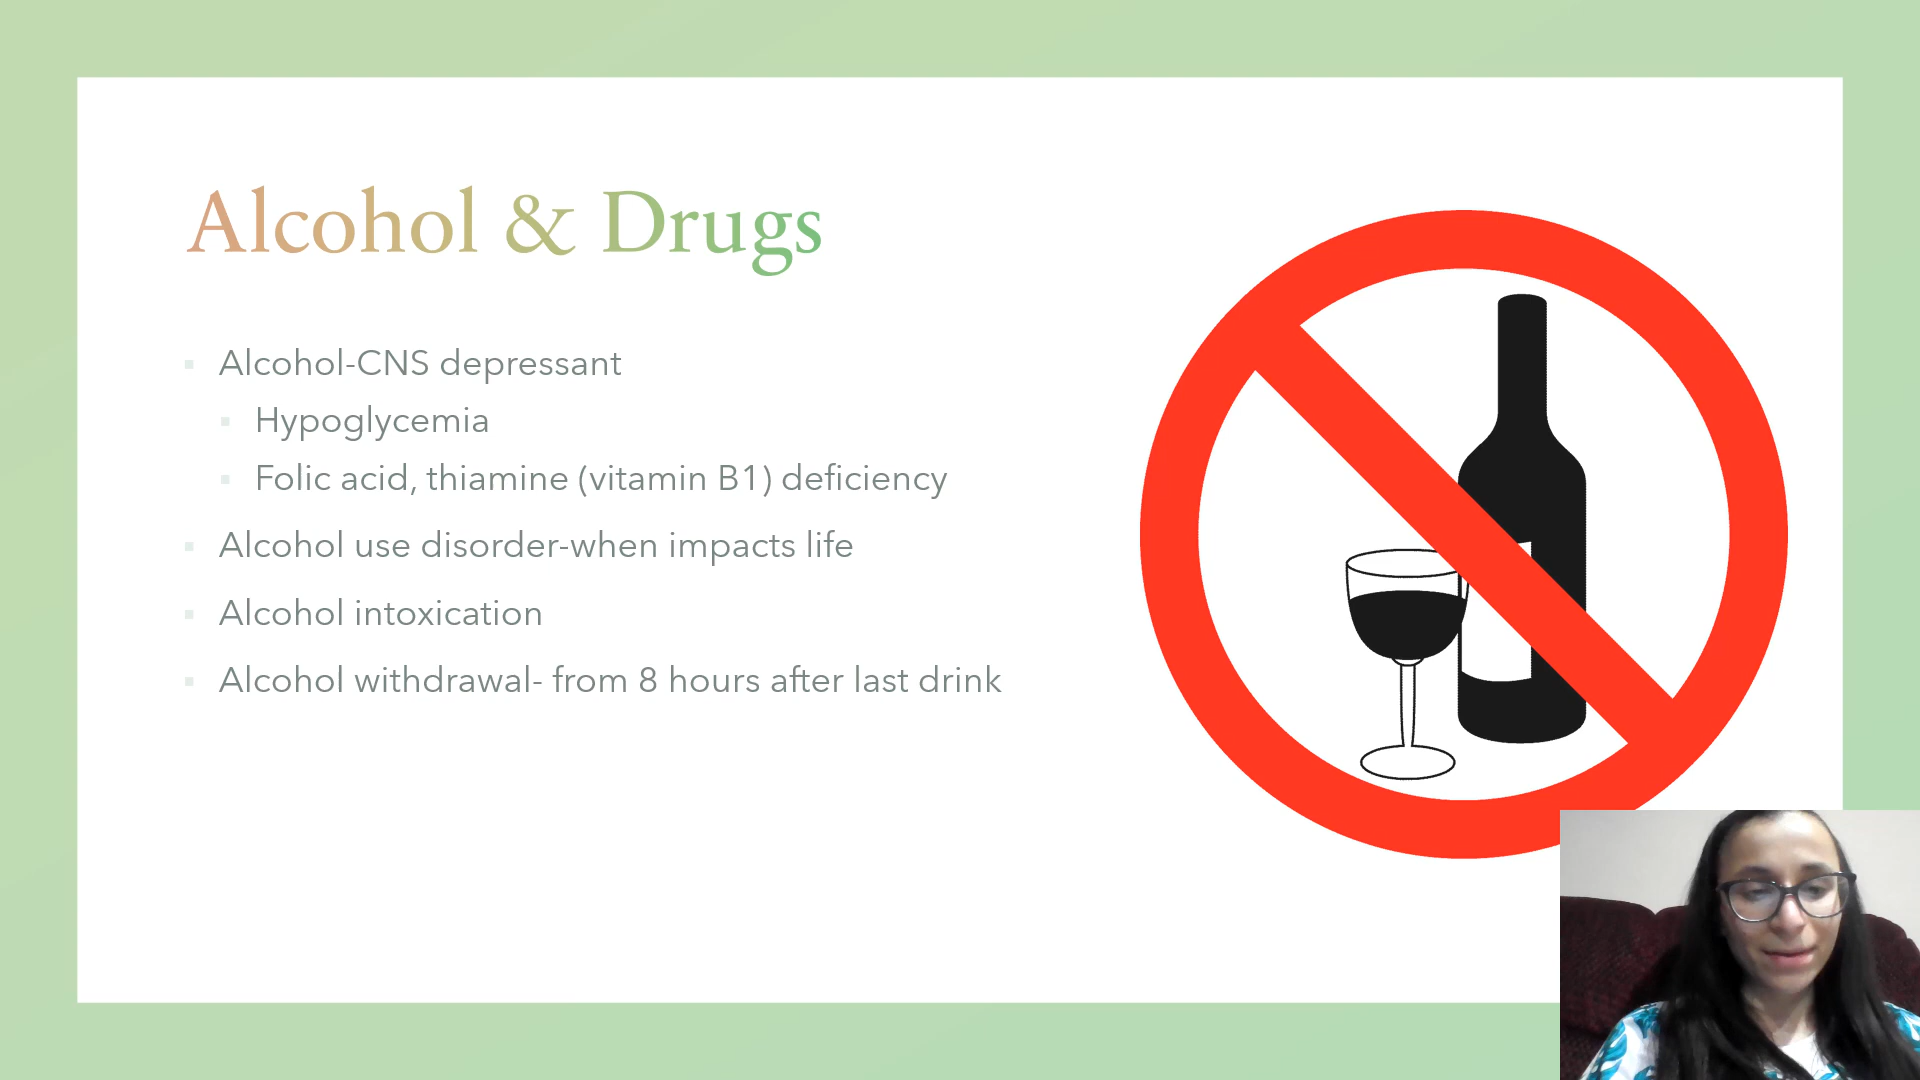 Alcohol & Drugs
Alcohol-CNS depressant
Hypoglycemia
Folic acid, thiamine (vitamin B1) deficiency
Alcohol use disorder-when impacts life
Alcohol intoxication
Alcohol withdrawal- from 8 hours after last drink